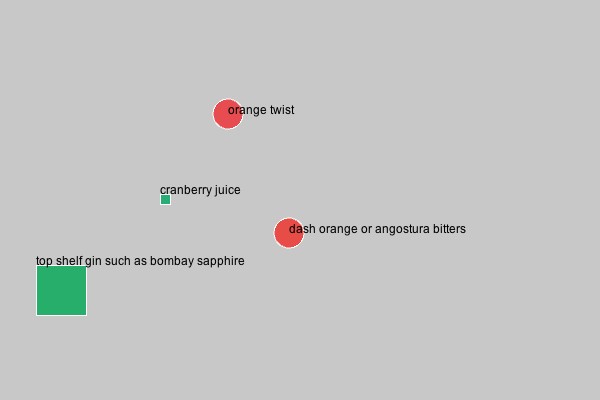 orange twist
cranberry juice
dash orange or angostura bitters
top shelf gin such as bombay sapphire